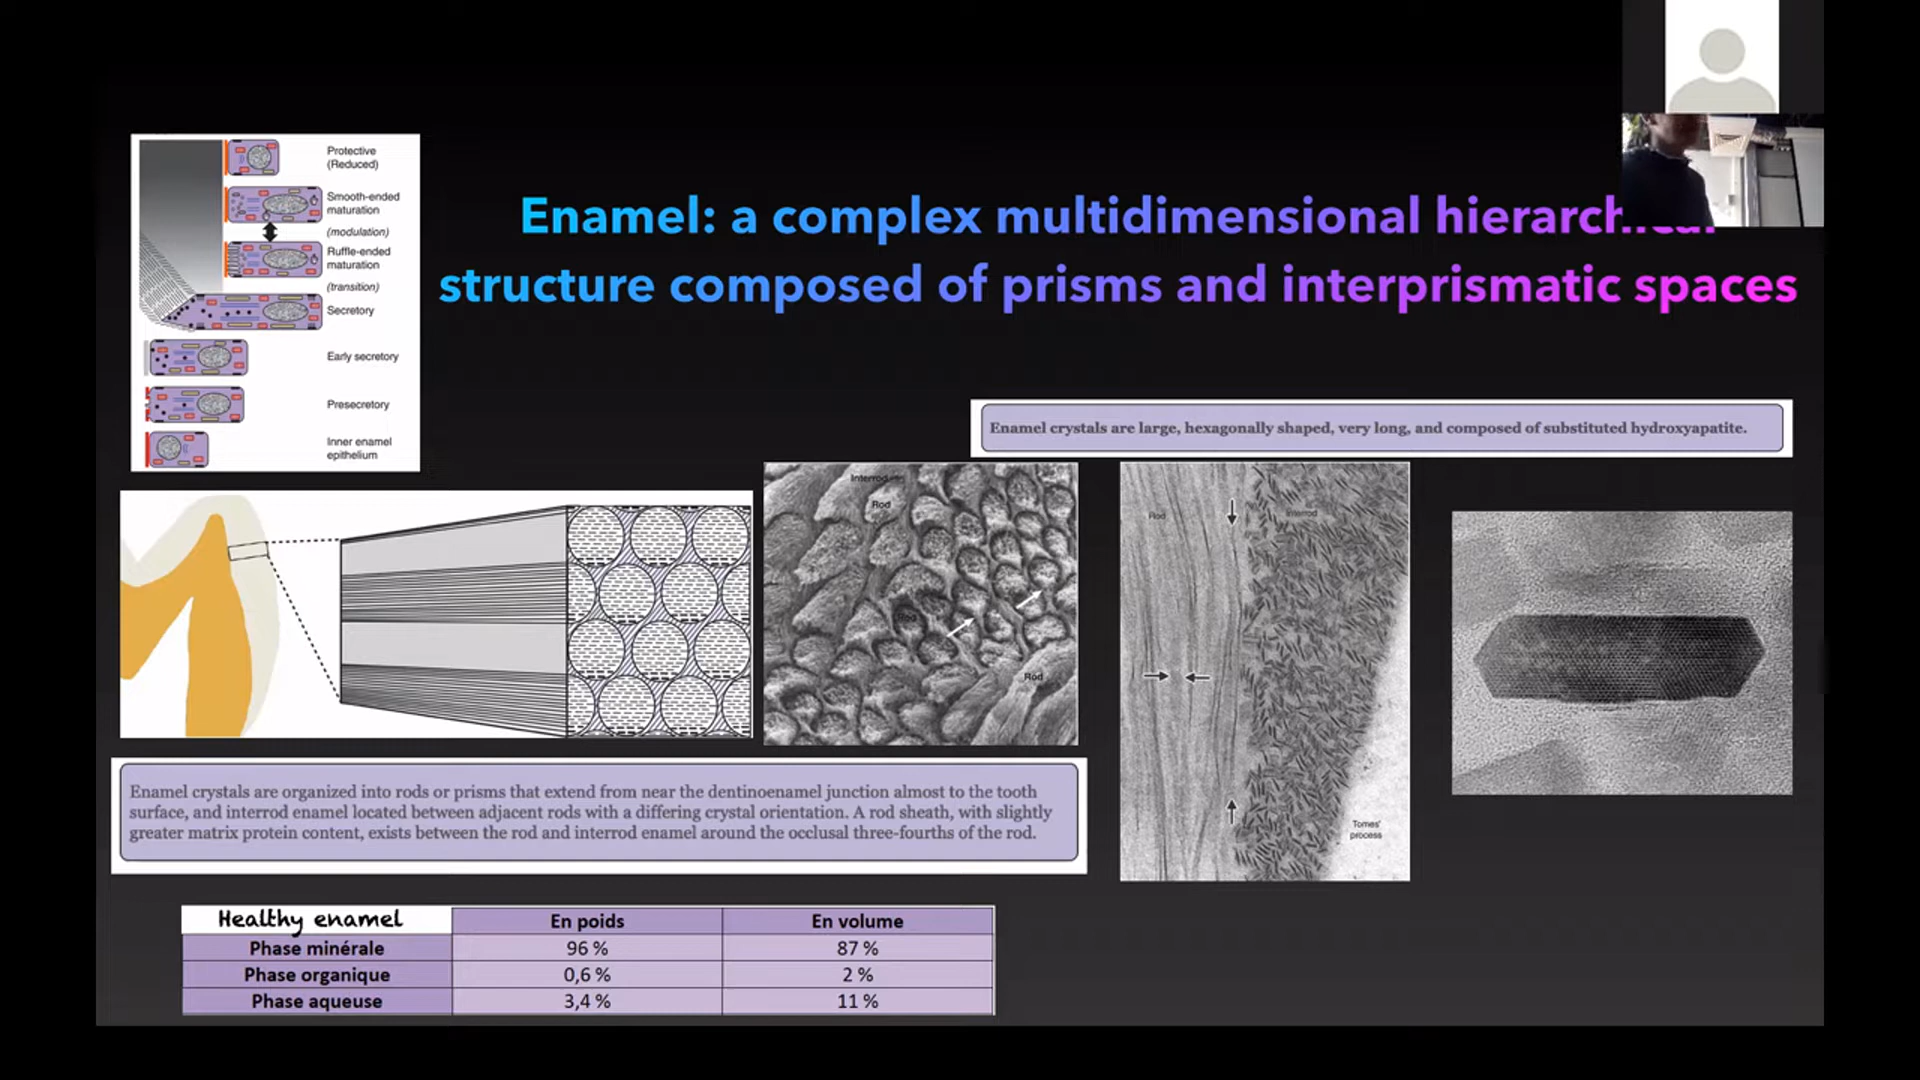 Protective
(Reduced)
Smooth-ended
maturation
(modulation)
Ruffle-ended
maturation
(transition)
Secretory
Early secretory
Presecretory
Inner enamel
epithelium
Enamel: a complex multidimensional hierarchical
structure composed of prisms and interprismatic spaces
Enamel crystals are large, hexagonally shaped, very long, and composed of substituted hydroxyapatite.
Interrod
Rod
Rod
Rod
Rod
Interrod
Tomes'
process
Enamel crystals are organized into rods or prisms that extend from near the dentinoenamel junction almost to the tooth
surface, and interrod enamel located between adjacent rods with a differing crystal orientation. A rod sheath, with slightly
greater matrix protein content, exists between the rod and interrod enamel around the occlusal three-fourths of the rod.
Healthy enamel En poids En volume
Phase minérale 96 % 87 %
Phase organique 0,6 % 2 %
Phase aqueuse 3,4 % 11 %